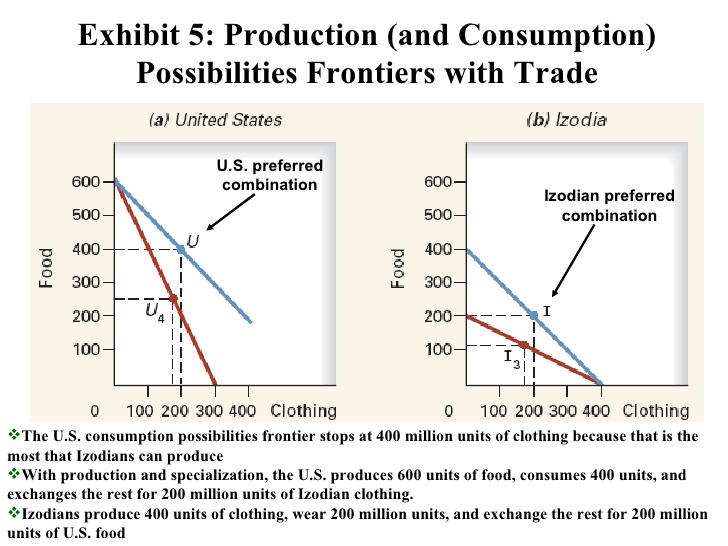 Exhibit 5: Production (and Consumption)
Possibilities Frontiers with Trade
(a) United States
(b) Izodia
U.S. preferred
combination
Izodian preferred
combination
Food
600
500
400
300
200
100
U
U4
0 100 200 300 400 Clothing
Food
600
500
400
300
200
100
I
I3
0 100 200 300 400 Clothing
❖The U.S. consumption possibilities frontier stops at 400 million units of clothing because that is the
most that Izodians can produce
❖With production and specialization, the U.S. produces 600 units of food, consumes 400 units, and
exchanges the rest for 200 million units of Izodian clothing.
❖Izodians produce 400 units of clothing, wear 200 million units, and exchange the rest for 200 million
units of U.S. food